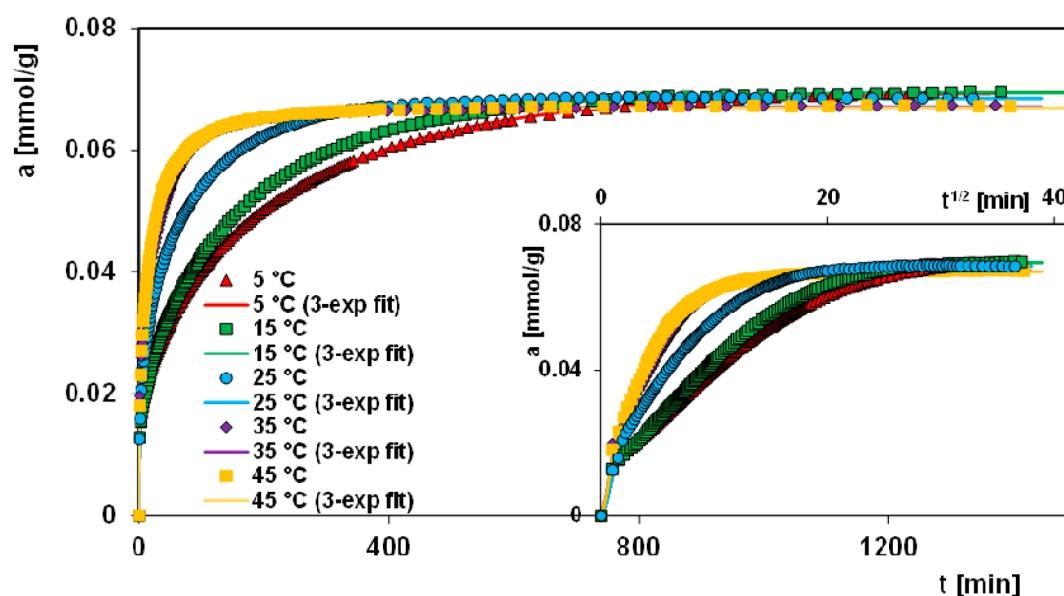 0.08
0.06
0.04
0.02
0
a [mmol/g]
0
400
800
1200
t [min]
5 °C
5 °C (3-exp fit)
15 °C
15 °C (3-exp fit)
25 °C
25 °C (3-exp fit)
35 °C
35 °C (3-exp fit)
45 °C
45 °C (3-exp fit)
0
20
40
t1/2 [min]
0.08
0.04
0
a [mmol/g]